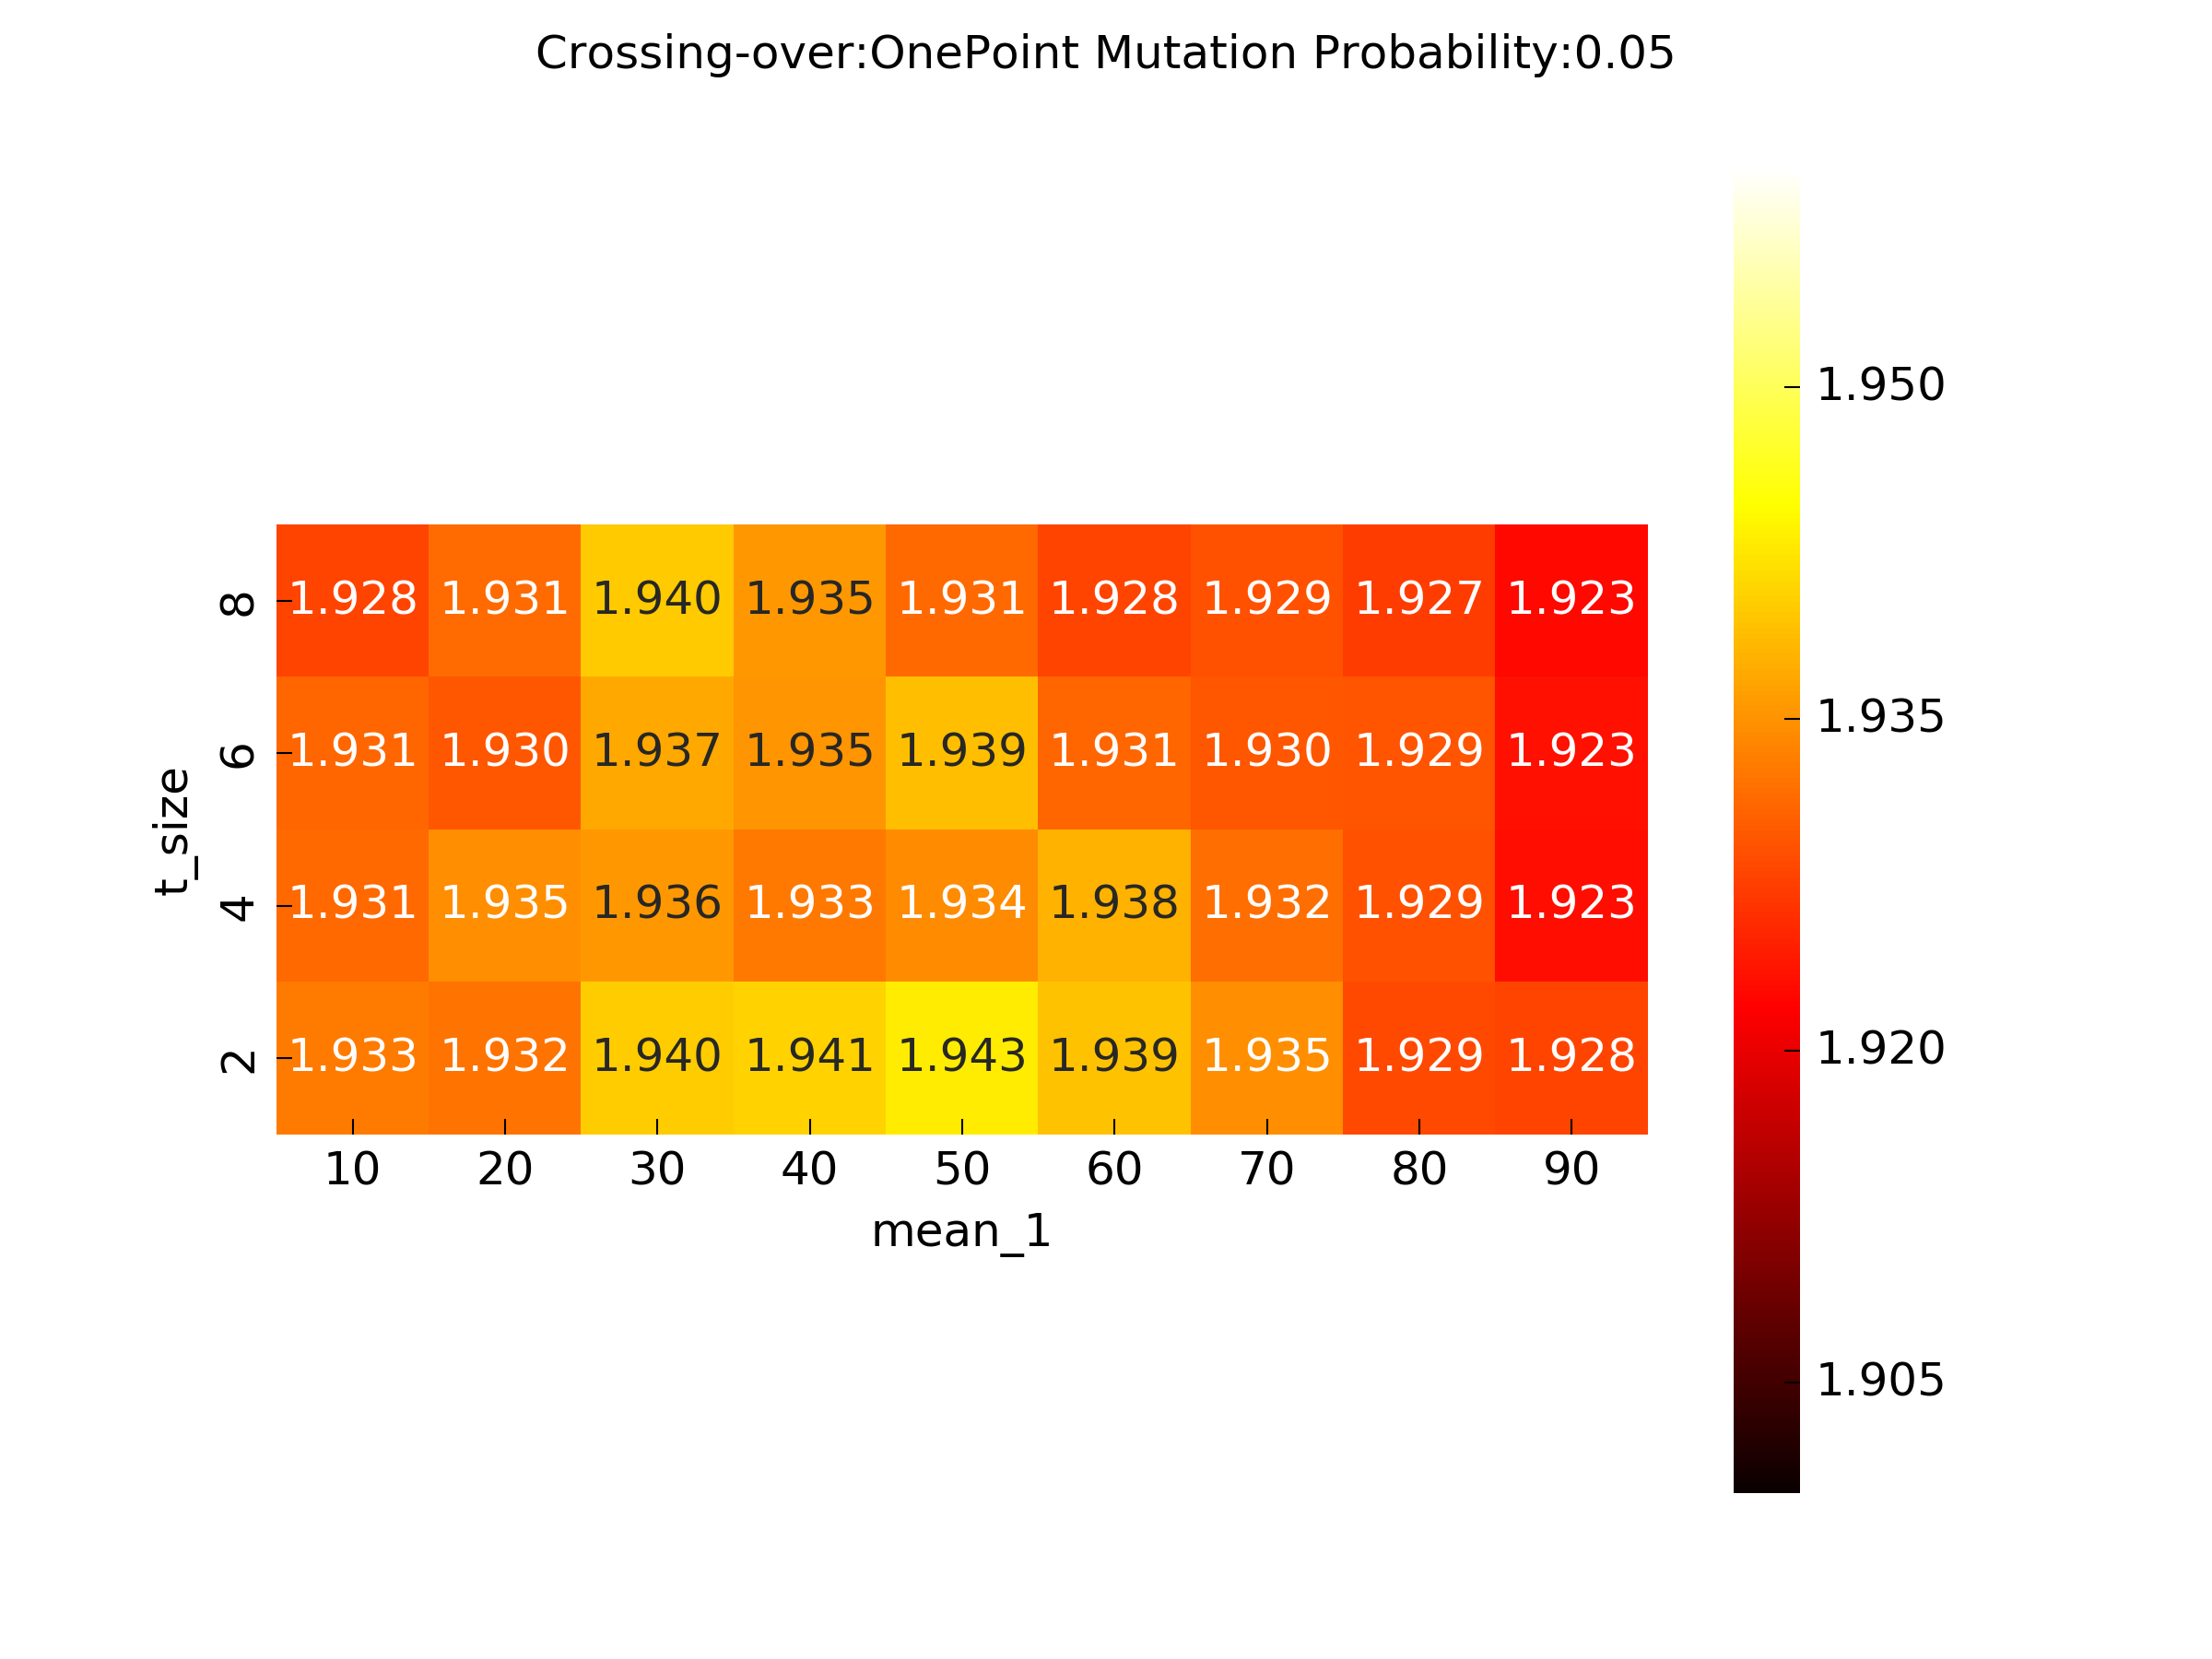 Crossing-over:OnePoint Mutation Probability:0.05
1.950
1.935
1.920
1.905
t_size
8 1.928 1.931 1.940 1.935 1.931 1.928 1.929 1.927 1.923
6 1.931 1.930 1.937 1.935 1.939 1.931 1.930 1.929 1.923
4 1.931 1.935 1.936 1.933 1.934 1.938 1.932 1.929 1.923
2 1.933 1.932 1.940 1.941 1.943 1.939 1.935 1.929 1.928
10 20 30 40 50 60 70 80 90
mean_1